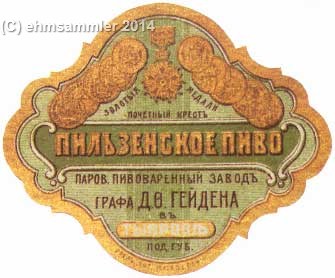 (C) ehmsammler 2014
ЗОЛОТЫЯ МЕДАЛИ
ПОЧЕТНЫЙ КРЕСТЪ
ПИЛЬЗЕНСКОЕ ПИВО
ПАРОВ. ПИВОВАРЕННЫЙ ЗАВОДЪ
ГРАФА Д.Ѳ. ГЕЙДЕНА
ВЪ
ПОД. ГУБ.